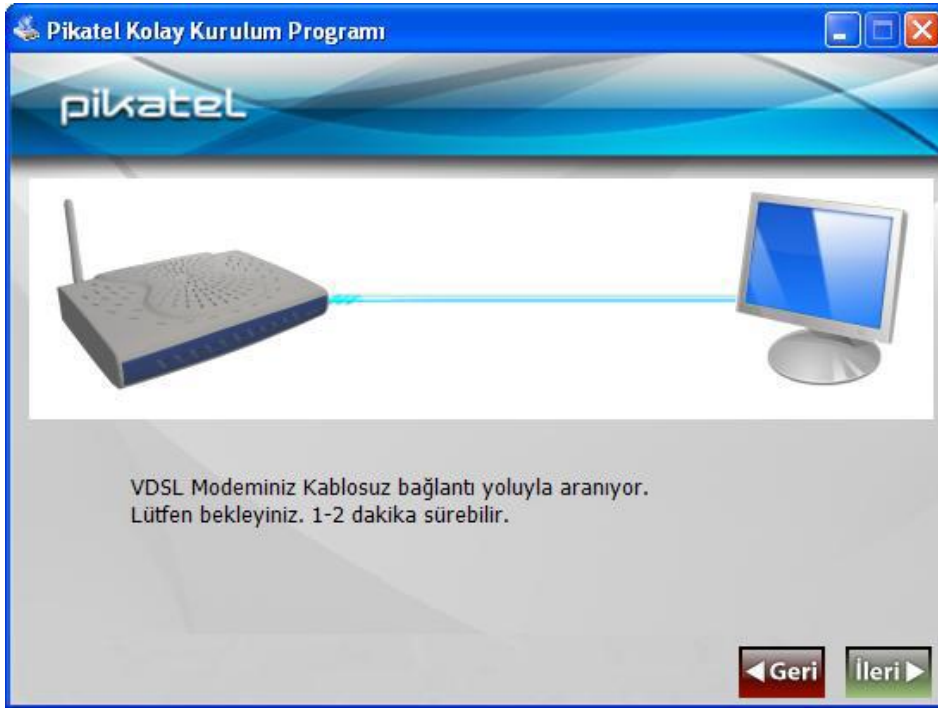 Pikatel Kolay Kurulum Programı
pikatel
VDSL Modeminiz Kablosuz bağlantı yoluyla aranıyor.
Lütfen bekleyiniz. 1-2 dakika sürebilir.
Geri
İleri